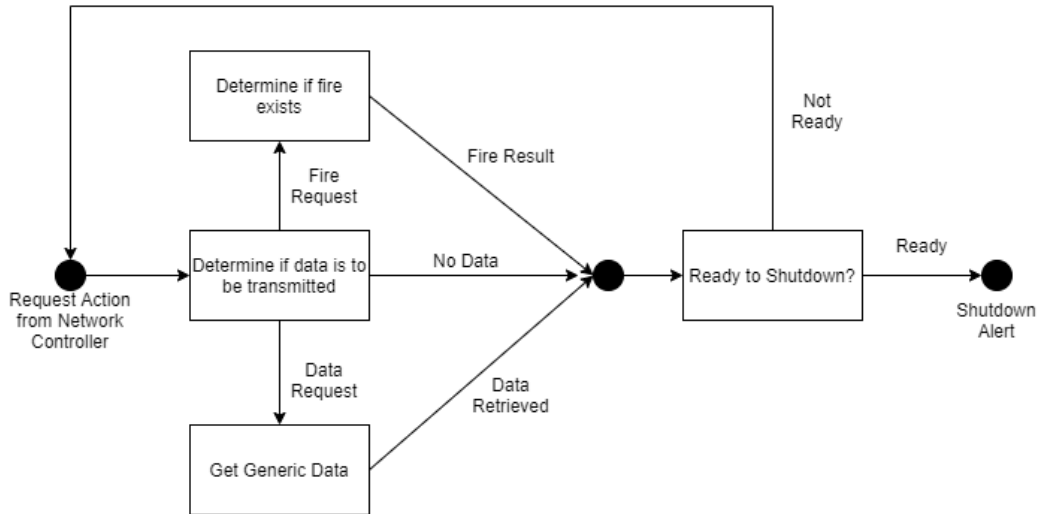 Determine if fire
exists
Not
Ready
Fire Result
Fire
Request
Determine if data is to
be transmitted
No Data
Ready to Shutdown?
Ready
Request Action
from Network
Controller
Shutdown
Alert
Data
Request
Data
Retrieved
Get Generic Data